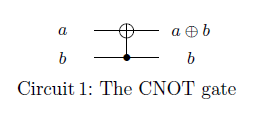 a a ⊕ b
b b
Circuit 1: The CNOT gate